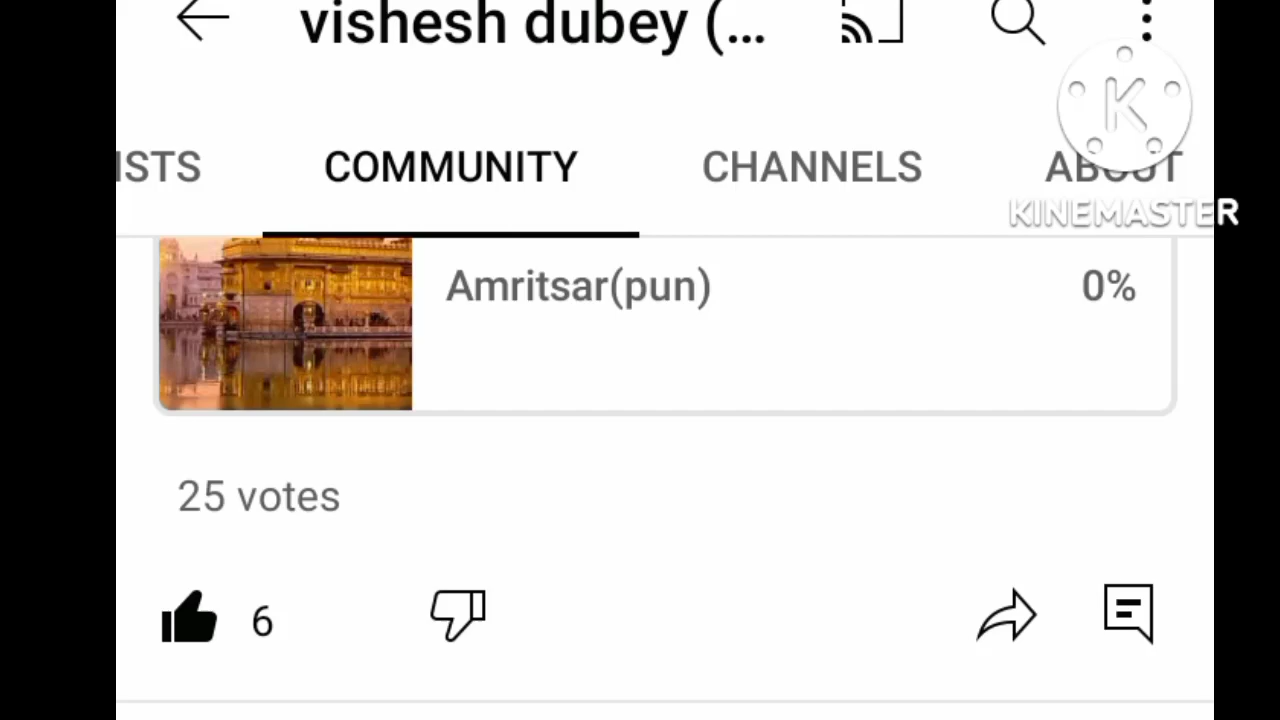 vishesh dubey (...
ISTS COMMUNITY CHANNELS ABOUT
K
KINEMASTER
Amritsar(pun) 0%
25 votes
6